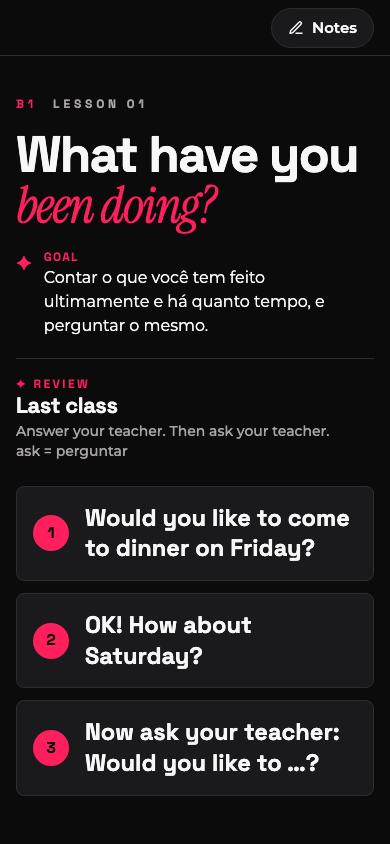 Notes
B1 LESSON 01
What have you
been doing?
GOAL
Contar o que você tem feito
ultimamente e há quanto tempo, e
perguntar o mesmo.
REVIEW
Last class
Answer your teacher. Then ask your teacher.
ask = perguntar
1 Would you like to come
to dinner on Friday?
2 OK! How about
Saturday?
3 Now ask your teacher:
Would you like to ...?